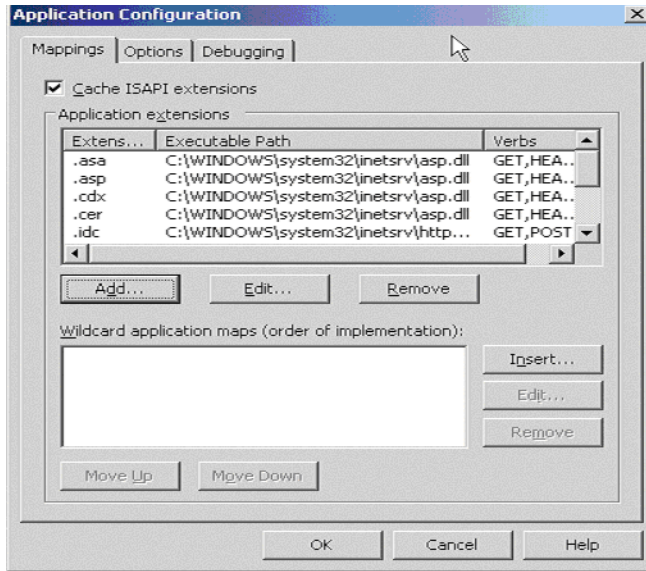 Application Configuration
Mappings Options Debugging
Cache ISAPI extensions
Application extensions
Extens... Executable Path Verbs
.asa C:\WINDOWS\system32\inetsrv\asp.dll GET,HEA..
.asp C:\WINDOWS\system32\inetsrv\asp.dll GET,HEA..
.cdx C:\WINDOWS\system32\inetsrv\asp.dll GET,HEA..
.cer C:\WINDOWS\system32\inetsrv\asp.dll GET,HEA..
.idc C:\WINDOWS\system32\inetsrv\http... GET,POST
Add... Edit... Remove
Wildcard application maps (order of implementation):
Insert...
Edit...
Remove
Move Up Move Down
OK Cancel Help